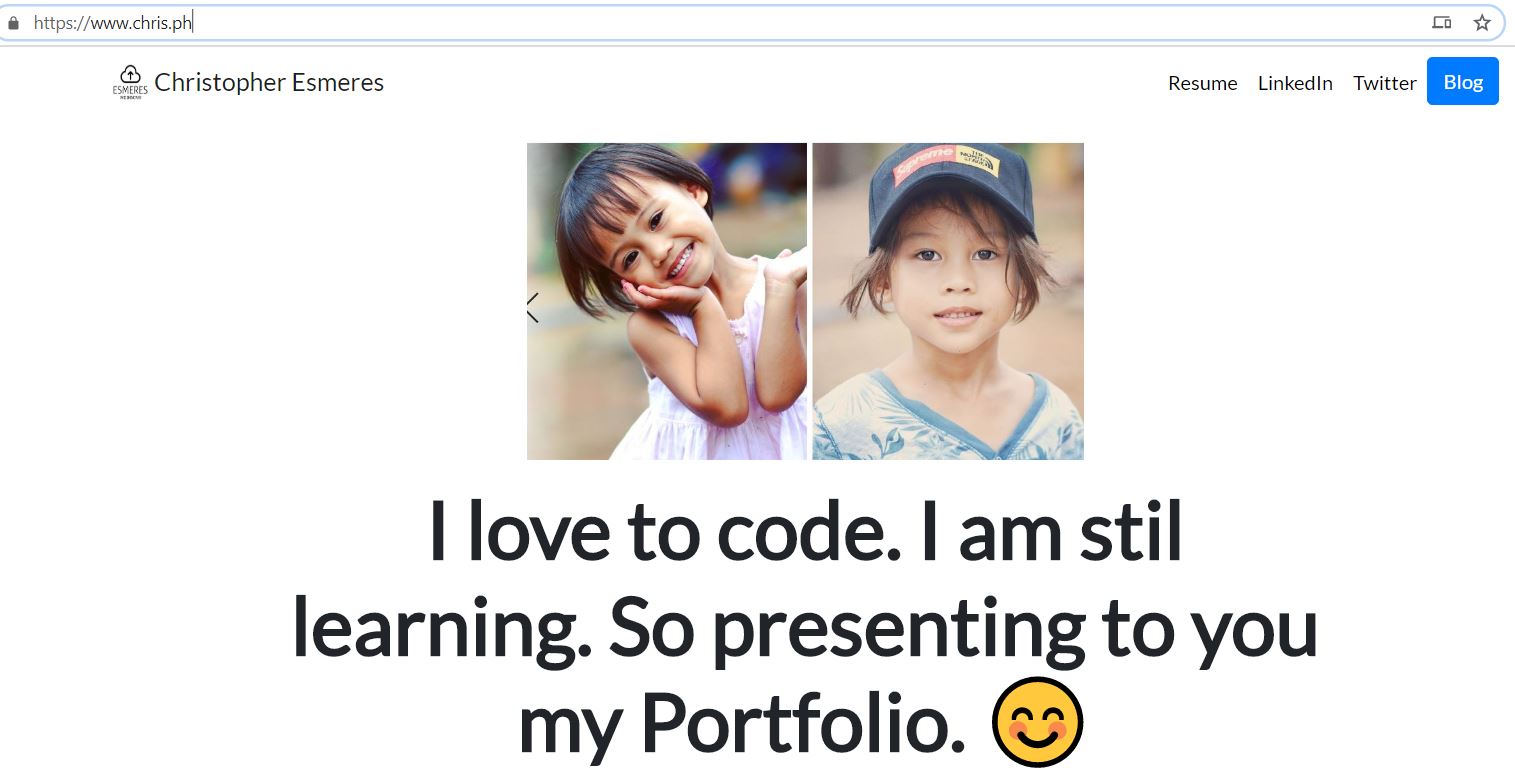 https://www.chris.ph
ESMERES
Christopher Esmeres
Resume LinkedIn Twitter Blog
Supreme
THE
NORTH
I love to code. I am stil
learning. So presenting to you
my Portfolio.